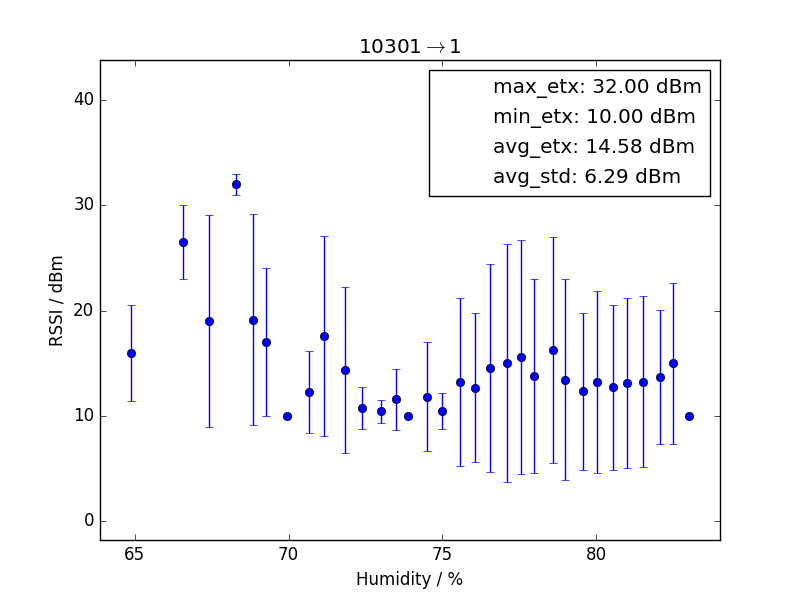 10301→1
max_etx: 32.00 dBm
min_etx: 10.00 dBm
avg_etx: 14.58 dBm
avg_std: 6.29 dBm
40
30
20
10
0
RSSI / dBm
65 70 75 80
Humidity / %